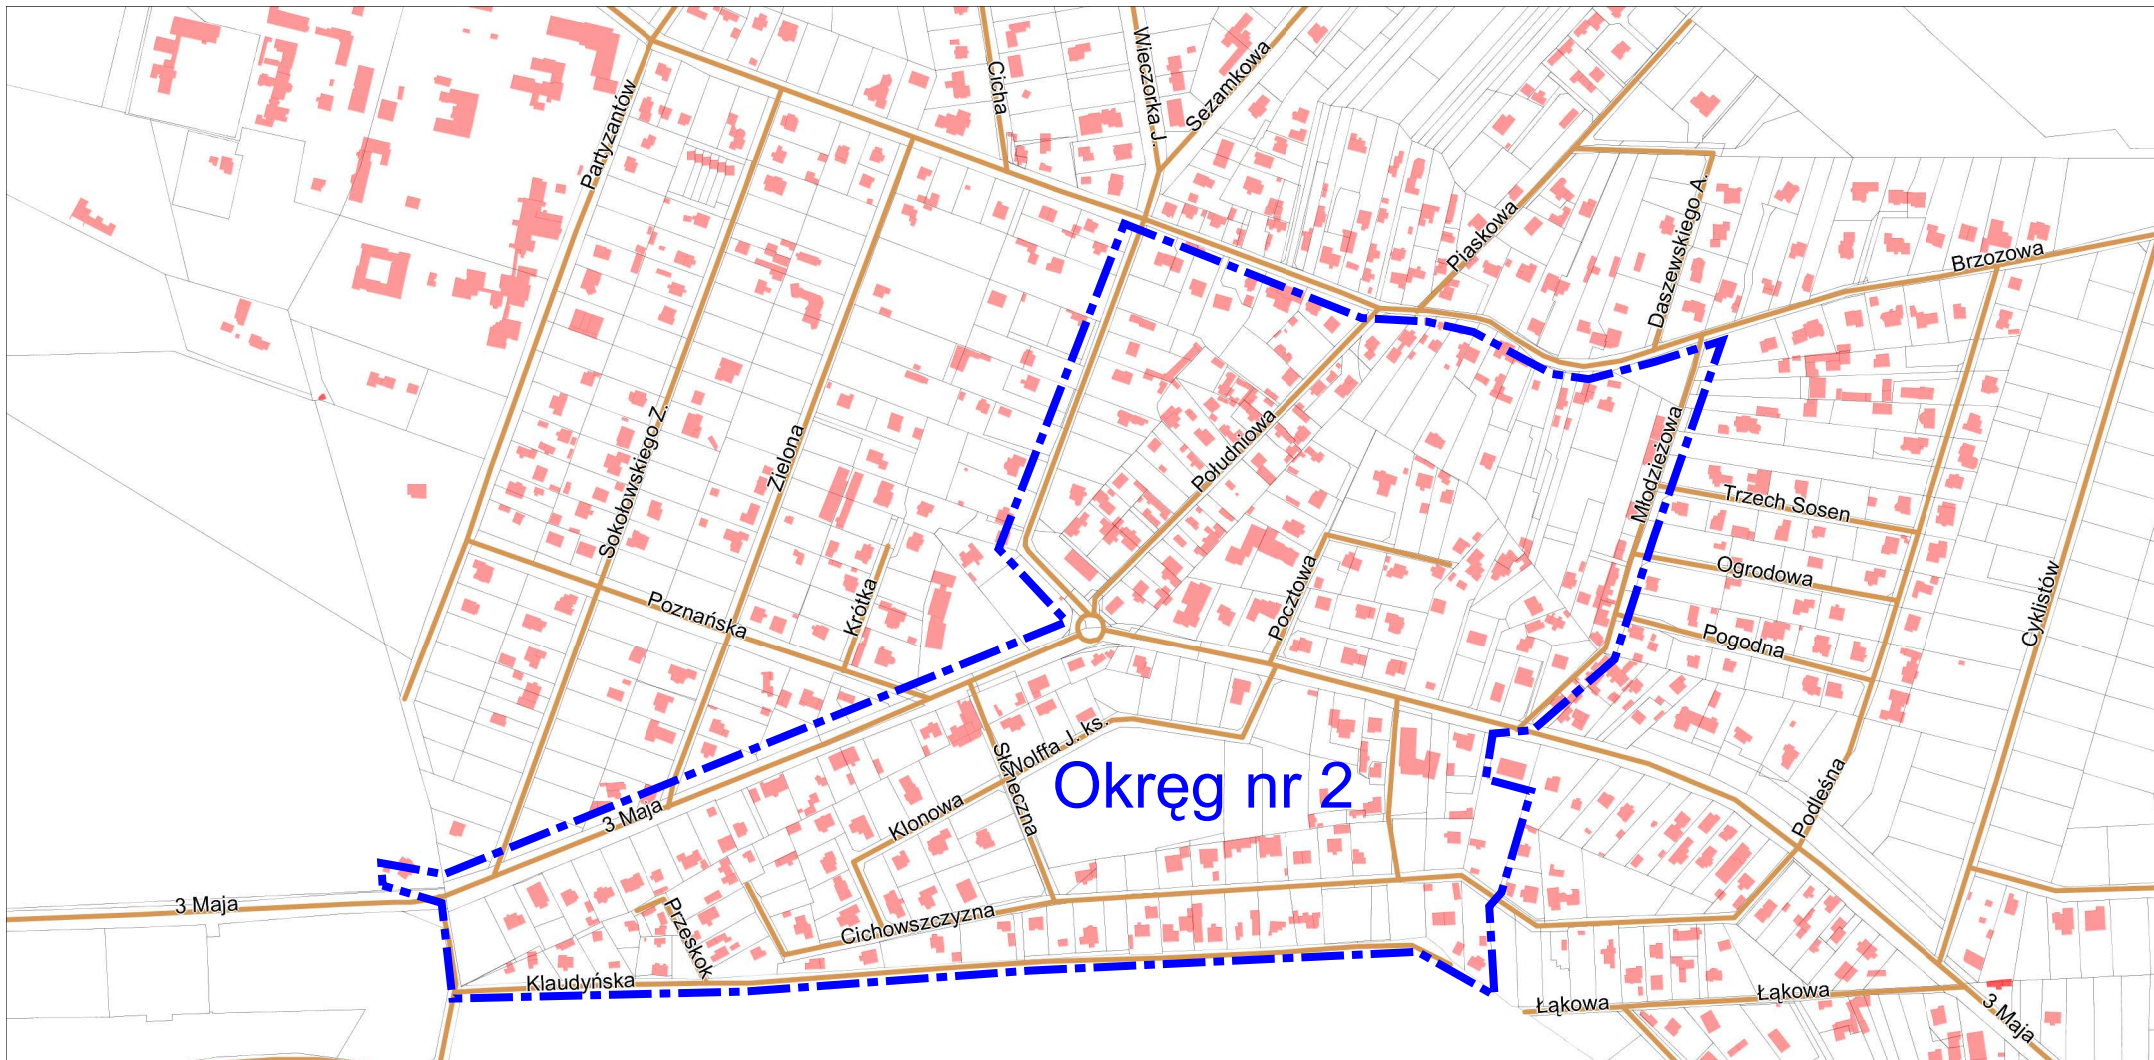 Partyzantów
Cicha
Wieczorka J.
Sezamkowa
Piaskowa
Daszewskiego A.
Brzozowa
Sokołowskiego Z.
Zielona
Południowa
Młodzieżowa
Trzech Sosen
Ogrodowa
Pogodna
Cyklistów
Poznańska
Krótka
Pocztowa
Słoneczna
Wolffa J. ks.
Okręg nr 2
Klonowa
3 Maja
Podleśna
3 Maja
Przeskok
Cichowszczyzna
Klaudyńska
Łąkowa
Łąkowa
3 Maja